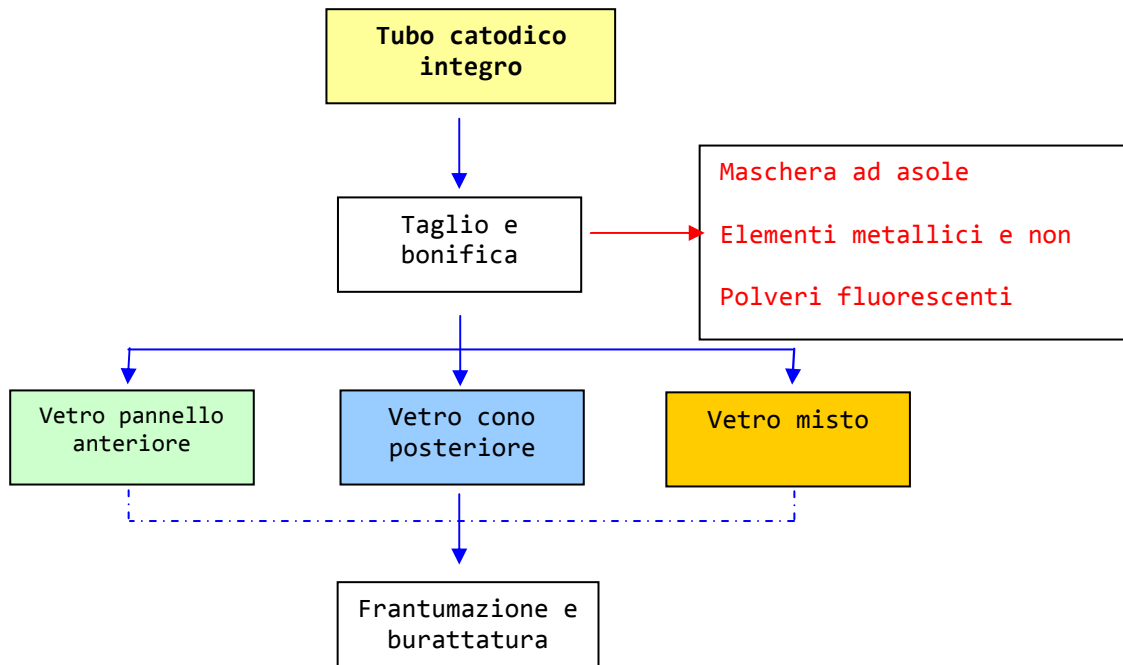 Tubo catodico
integro
Taglio e
bonifica
Maschera ad asole
Elementi metallici e non
Polveri fluorescenti
Vetro pannello
anteriore
Vetro cono
posteriore
Vetro misto
Frantumazione e
burattatura